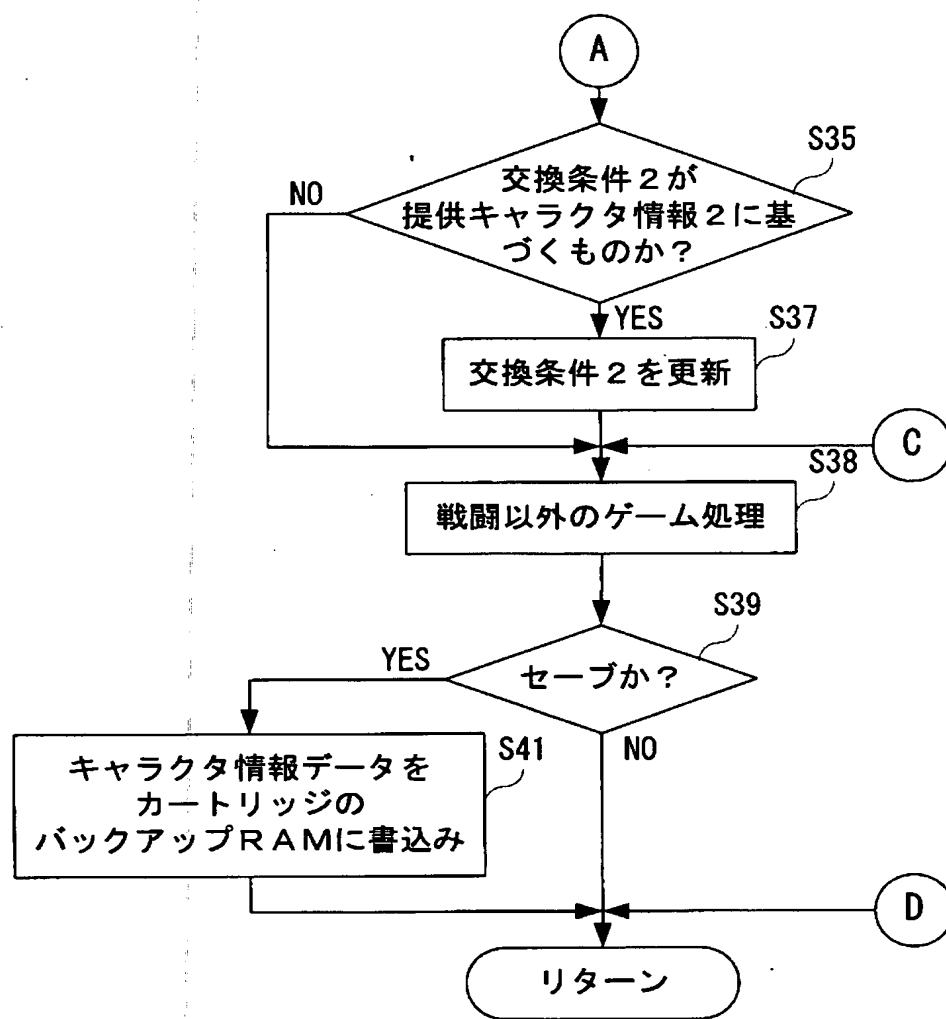 A
S35
交換条件２が
提供キャラクタ情報２に基
づくものか？
NO
YES
S37
交換条件２を更新
C
S38
戦闘以外のゲーム処理
S39
セーブか？
YES
NO
S41
キャラクタ情報データを
カートリッジの
バックアップＲＡＭに書込み
D
リターン